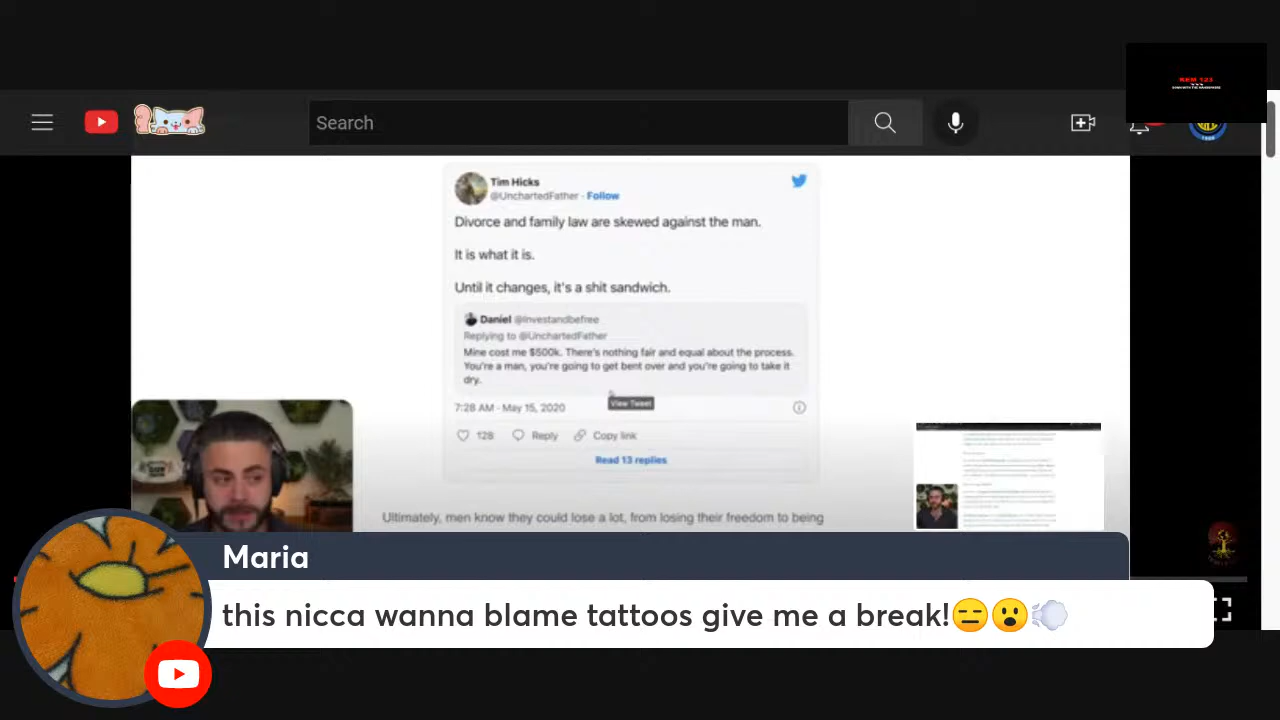 REM 123
Search
Tim Hicks
@UnchartedFather · Follow
Divorce and family law are skewed against the man.
It is what it is.
Until it changes, it's a shit sandwich.
Daniel @investandbefree
Replying to @UnchartedFather
Mine cost me $500k. There's nothing fair and equal about the process.
You're a man, you're going to get bent over and you're going to take it
dry.
View Tweet
7:28 AM · May 15, 2020
128 Reply Copy link
Read 13 replies
Ultimately, men know they could lose a lot, from losing their freedom to being
Maria
this nicca wanna blame tattoos give me a break!😑😮💨